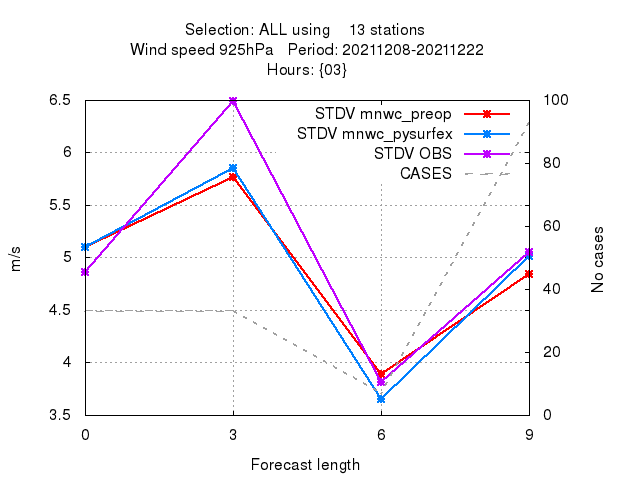 Selection: ALL using    13 stations
Wind speed 925hPa   Period: 20211208-20211222
Hours: {03}
STDV mnwc_preop
STDV mnwc_pysurfex
STDV OBS
CASES
6.5
6
5.5
5
4.5
4
3.5
m/s
100
80
60
40
20
0
No cases
0 3 6 9
Forecast length